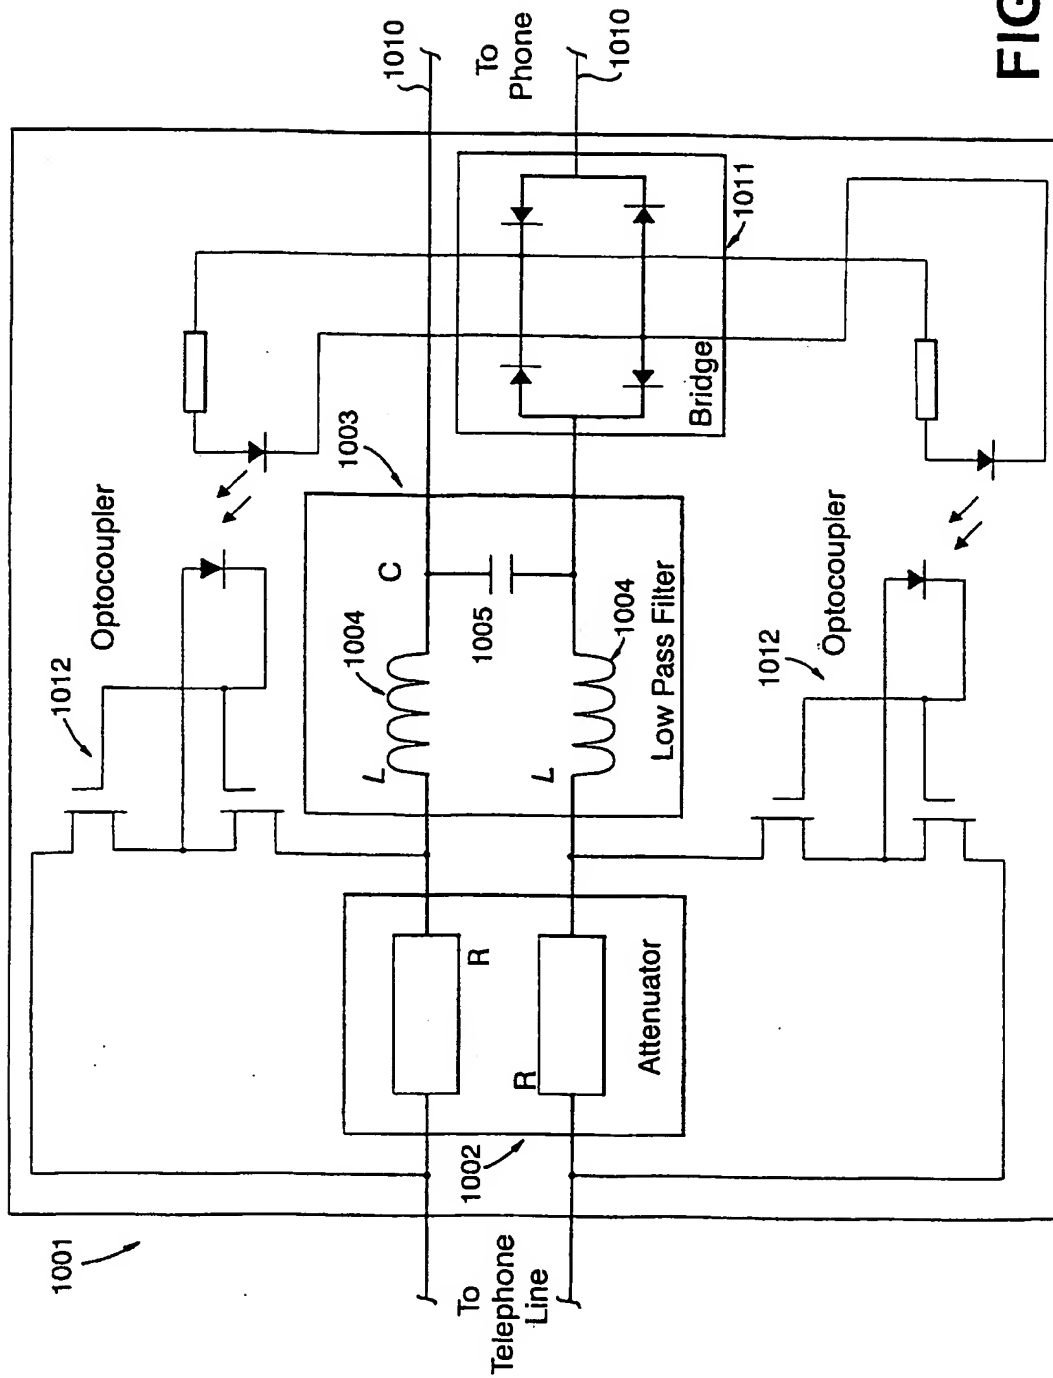 1001
To
Telephone
Line
1002
R
R
Attenuator
1012
Optocoupler
1003
L
1004
C
1005
L
1004
Low Pass Filter
1012
Optocoupler
Bridge
1011
1010
To
Phone
1010
FIG